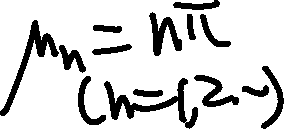 μₙ = nπ
(n=1,2,~)